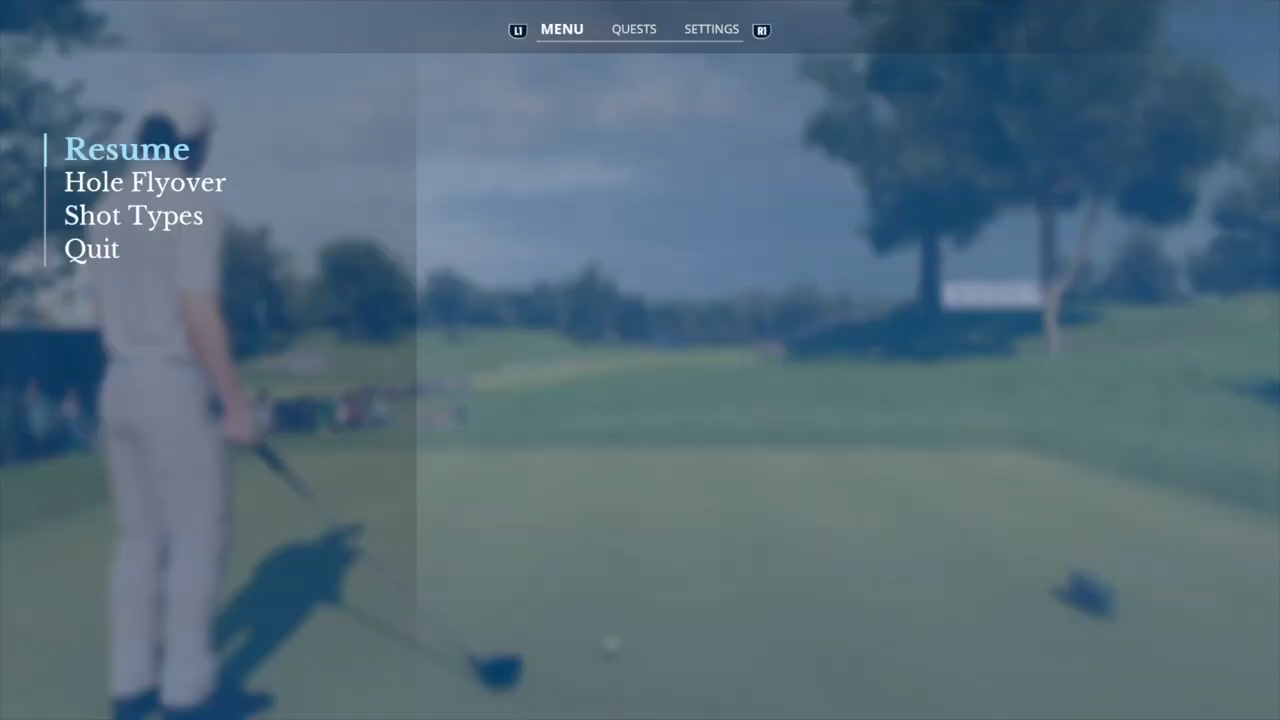 L1 MENU QUESTS SETTINGS R1
Resume
Hole Flyover
Shot Types
Quit